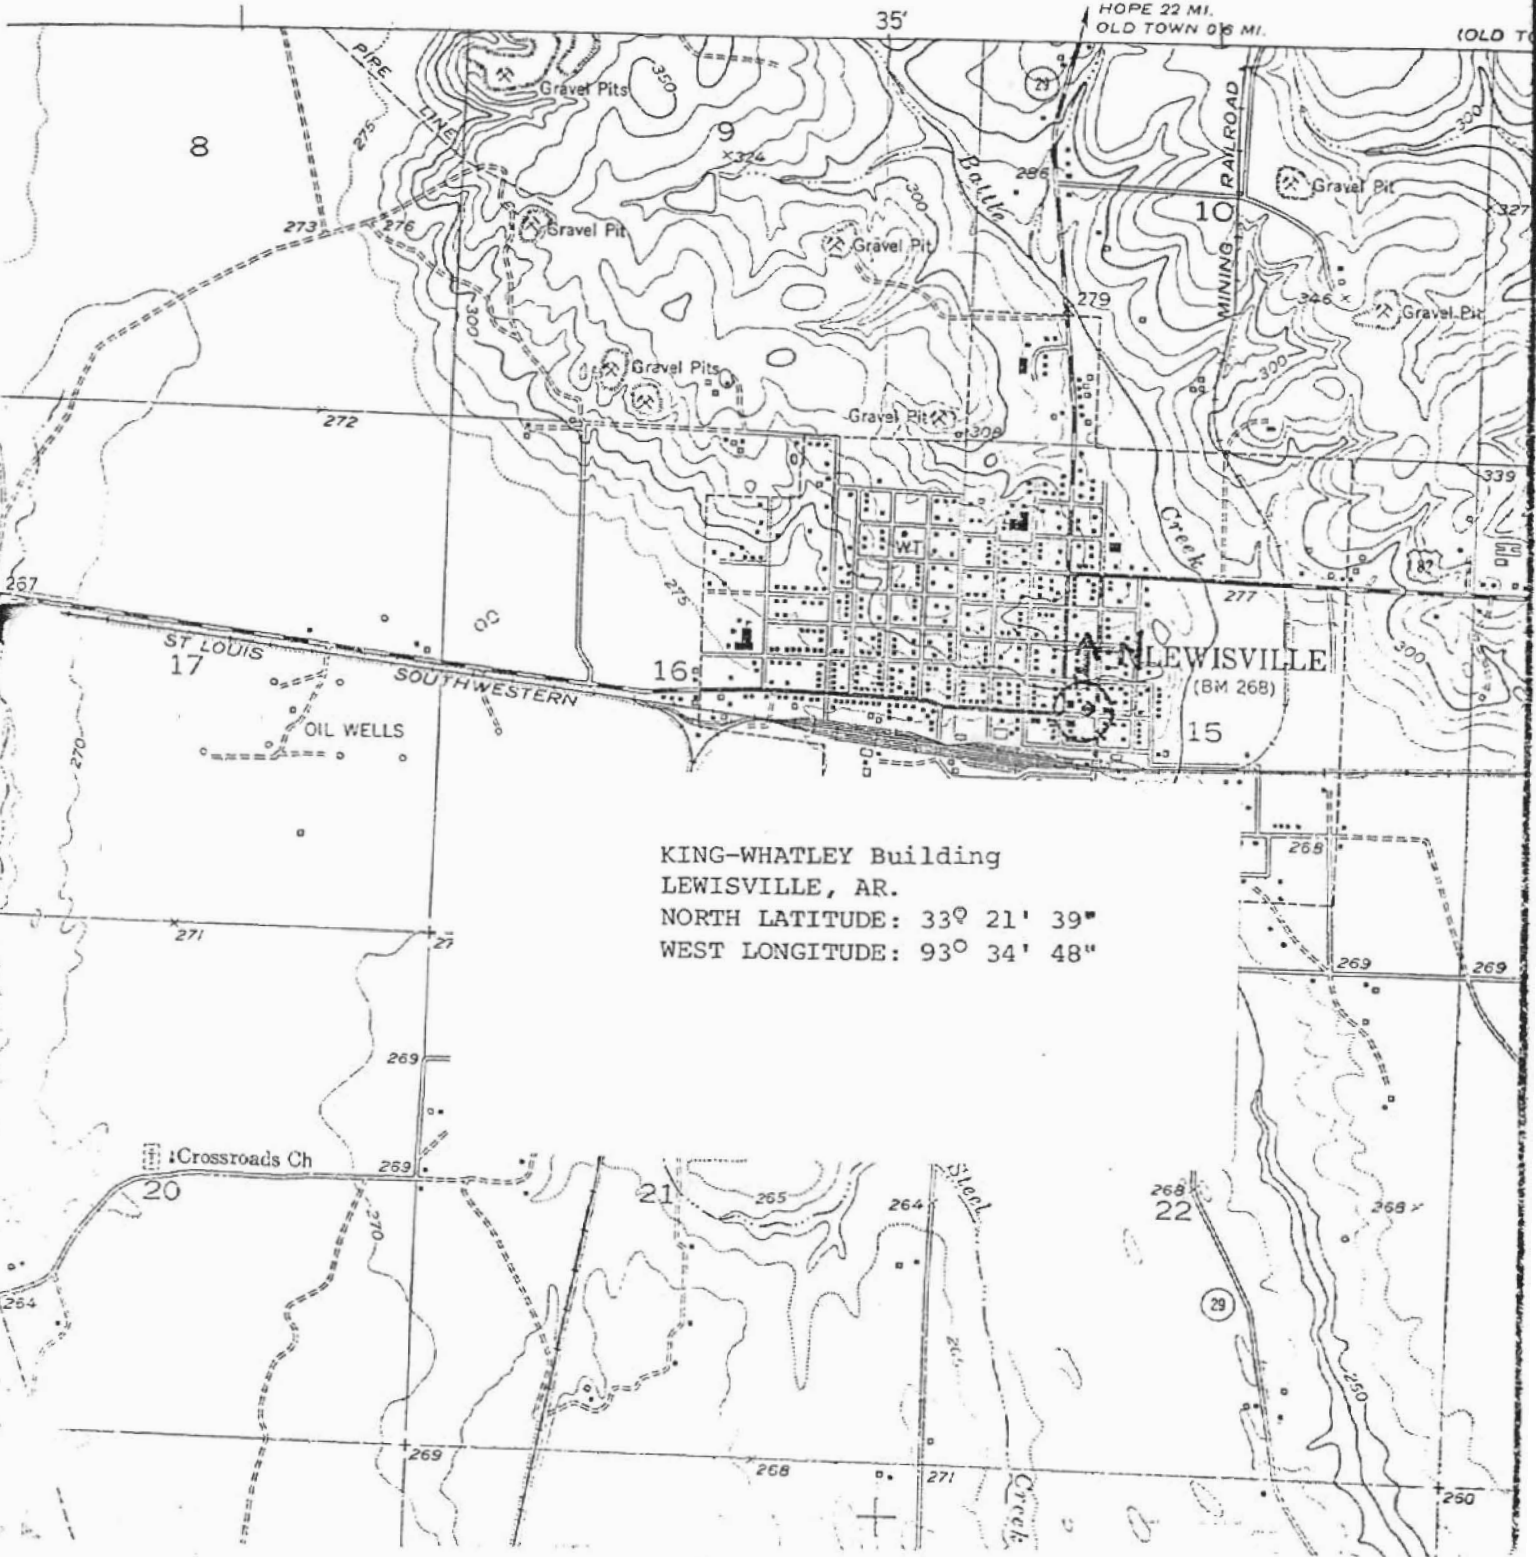 35'
HOPE 22 MI.
OLD TOWN 0.6 MI.
(OLD TO
PIPE LINE
Gravel Pits
350
29
8
275
9
324
Battle
286
MINING RAILROAD
300
Gravel Pit
10
327
273
276
Gravel Pit
300
Gravel Pit
279
346
Gravel Pit
300
Gravel Pits
300
272
Gravel Pit
308
339
Creek
WT
82
267
275
277
ST LOUIS
17
SOUTHWESTERN
16
N
LEWISVILLE
(BM 268)
300
OIL WELLS
15
270
268
KING-WHATLEY Building
LEWISVILLE, AR.
NORTH LATITUDE: 33° 21' 39"
WEST LONGITUDE: 93° 34' 48"
271
27
269
269
269
Crossroads Ch
269
20
21
265
264
Steel
268
22
268
270
264
29
265
250
269
268
271
Creek
260